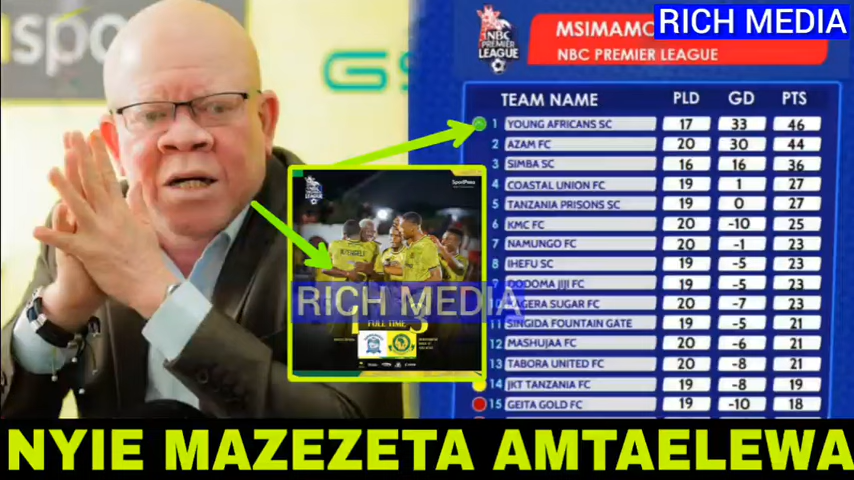 RICH MEDIA
NBC
PREMIER
LEAGUE
MSIMAMO
NBC PREMIER LEAGUE
TEAM NAME PLD GD PTS
1 YOUNG AFRICANS SC 17 33 46
2 AZAM FC 20 30 44
3 SIMBA SC 16 16 36
4 COASTAL UNION FC 19 1 27
5 TANZANIA PRISONS SC 19 0 27
6 KMC FC 20 -10 25
7 NAMUNGO FC 20 -1 23
8 IHEFU SC 19 -5 23
DODOMA JIJI FC 19 -5 23
KAGERA SUGAR FC 20 -7 23
11 SINGIDA FOUNTAIN GATE 19 -5 21
12 MASHUJAA FC 20 -6 21
13 TABORA UNITED FC 19 -8 21
14 JKT TANZANIA FC 19 -8 19
15 GEITA GOLD FC 19 -10 18
RICH MEDIA
FULL TIME
NYIE MAZEZETA AMTAELEWA